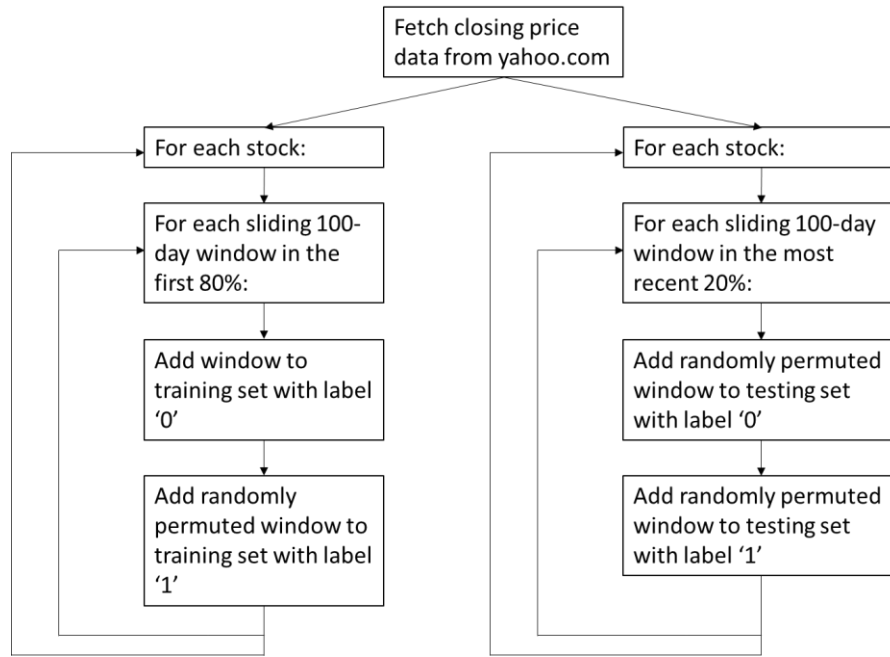 Fetch closing price
data from yahoo.com
For each stock:
For each sliding 100-
day window in the
first 80%:
Add window to
training set with label
‘0’
Add randomly
permuted window to
training set with label
‘1’
For each stock:
For each sliding 100-day
window in the most
recent 20%:
Add randomly permuted
window to testing set
with label ‘0’
Add randomly permuted
window to testing set
with label ‘1’